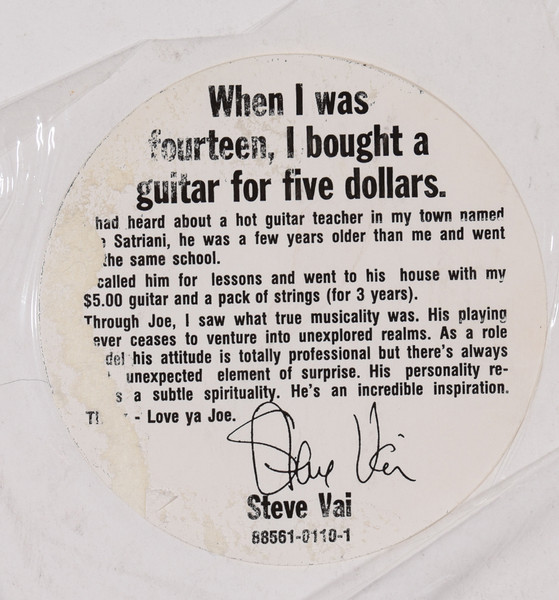 When I was
fourteen, I bought a
guitar for five dollars.
had heard about a hot guitar teacher in my town named
Satriani, he was a few years older than me and went
the same school.
called him for lessons and went to his house with my
$5.00 guitar and a pack of strings (for 3 years).
Through Joe, I saw what true musicality was. His playing
ever ceases to venture into unexplored realms. As a role
del his attitude is totally professional but there's always
unexpected element of surprise. His personality re-
s a subtle spirituality. He's an incredible inspiration.
- Love ya Joe.
Steve Vai
Steve Vai
88561-0110-1